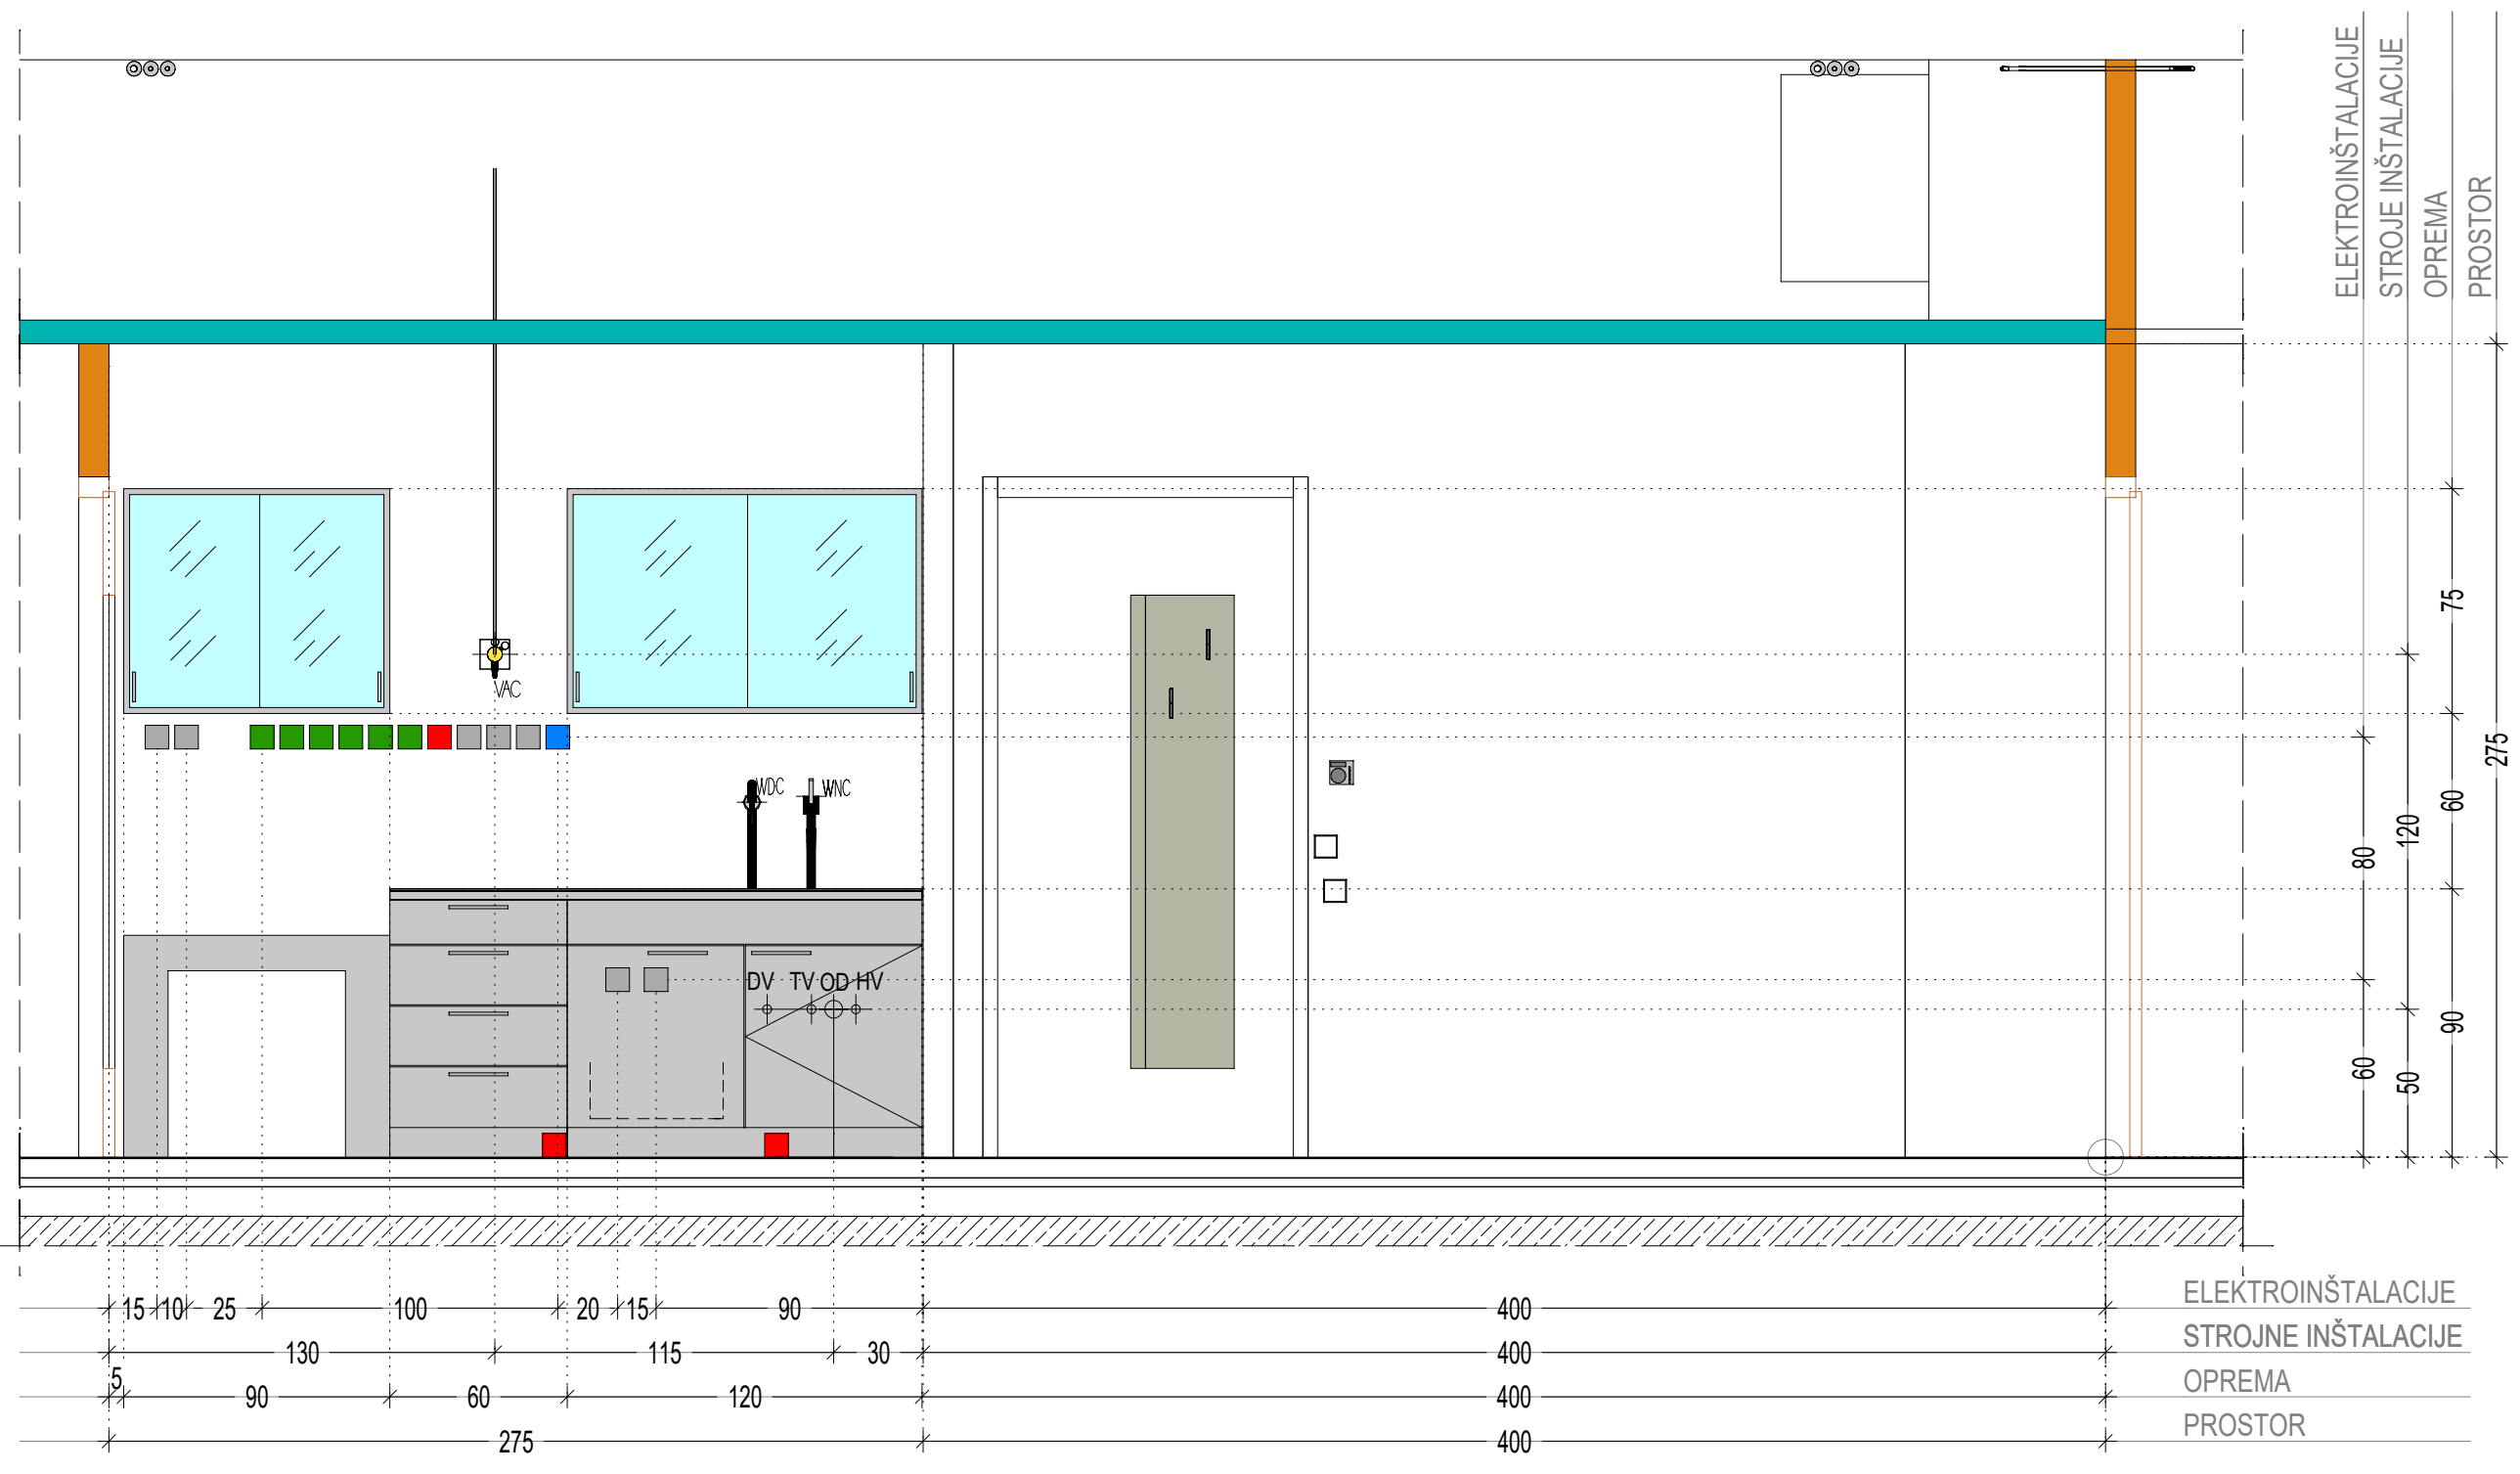 ELEKTROINŠTALACIJE
STROJE INŠTALACIJE
OPREMA
PROSTOR
VAC
WDC
WNC
DV TV OD HV
75
60
90
120
50
80
60
275
15 10 25 100 20 15 90 400 ELEKTROINŠTALACIJE
130 115 30 400 STROJNE INŠTALACIJE
5 90 60 120 400 OPREMA
275 400 PROSTOR